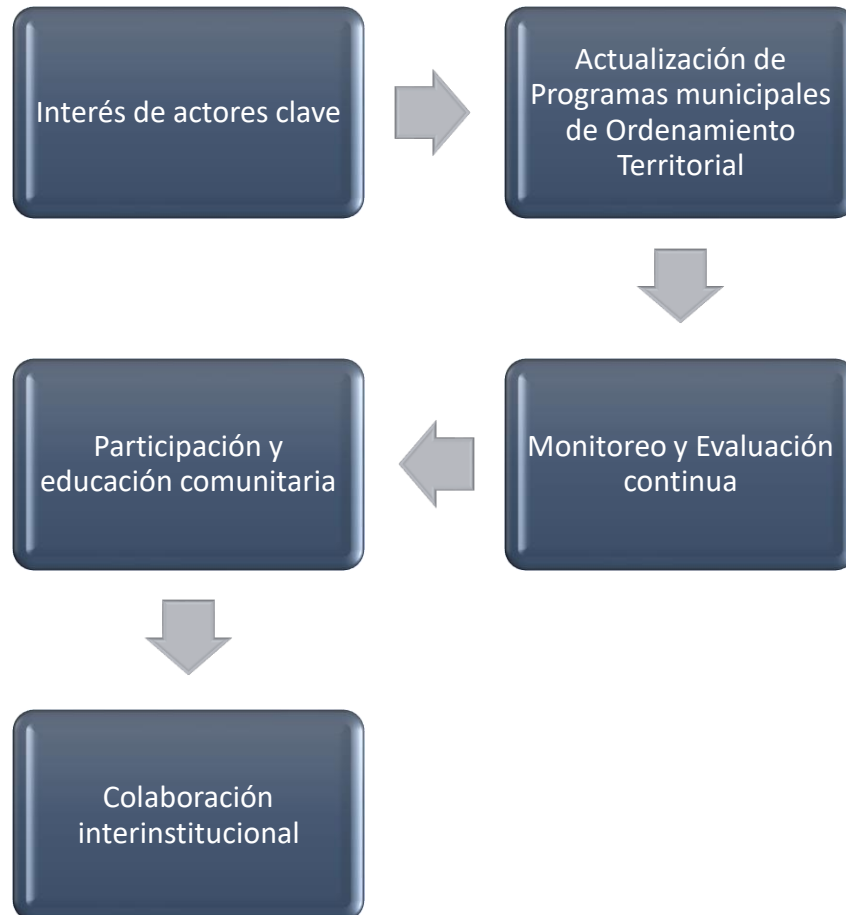 Interés de actores clave
Actualización de
Programas municipales
de Ordenamiento
Territorial
Monitoreo y Evaluación
continua
Participación y
educación comunitaria
Colaboración
interinstitucional